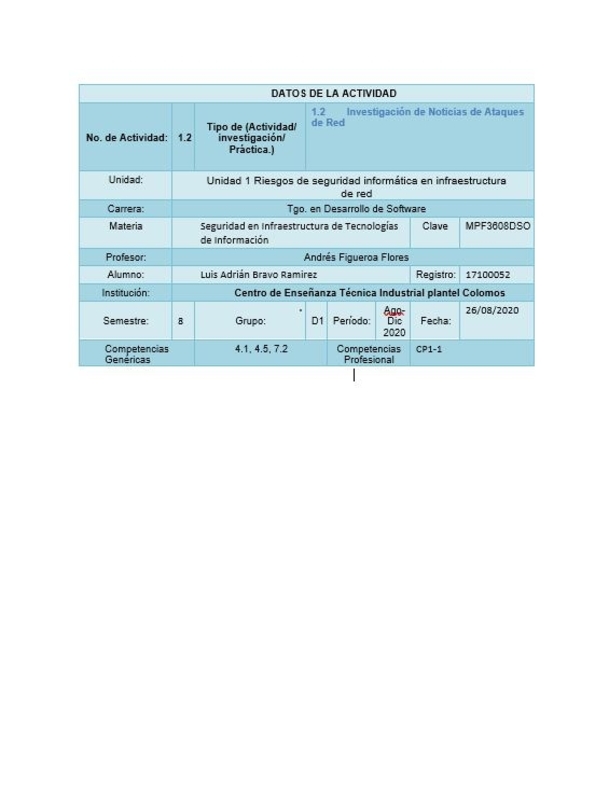 DATOS DE LA ACTIVIDAD
No. de Actividad: 1.2 Tipo de (Actividad/
investigación/
Práctica.)
1.2 Investigación de Noticias de Ataques
de Red
Unidad: Unidad 1 Riesgos de seguridad informática en infraestructura
de red
Carrera: Tgo. en Desarrollo de Software
Materia Seguridad en Infraestructura de Tecnologías
de Información
Clave MPF3608DSO
Profesor: Andrés Figueroa Flores
Alumno: Luis Adrián Bravo Ramirez Registro: 17100052
Institución: Centro de Enseñanza Técnica Industrial plantel Colomos
Semestre: 8 Grupo: D1 Período: Ago-
Dic
2020
Fecha: 26/08/2020
Competencias
Genéricas
4.1, 4.5, 7.2
Competencias
Profesional
CP1-1